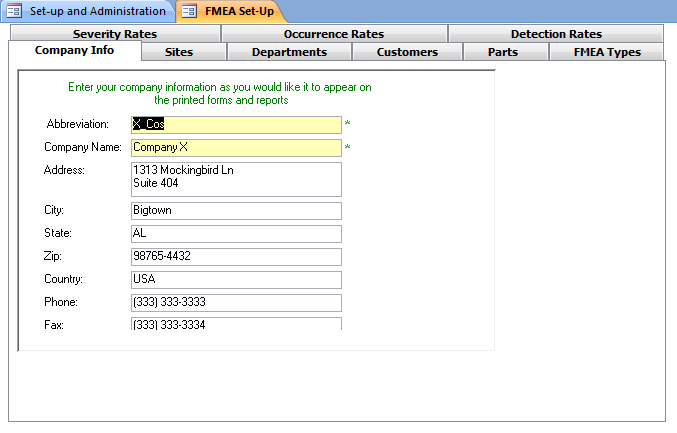 Set-up and Administration
FMEA Set-Up
Severity Rates
Occurrence Rates
Detection Rates
Company Info
Sites
Departments
Customers
Parts
FMEA Types
Enter your company information as you would like it to appear on
the printed forms and reports
Abbreviation: X_Cos *
Company Name: Company X *
Address: 1313 Mockingbird Ln
Suite 404
City: Bigtown
State: AL
Zip: 98765-4432
Country: USA
Phone: (333) 333-3333
Fax: (333) 333-3334